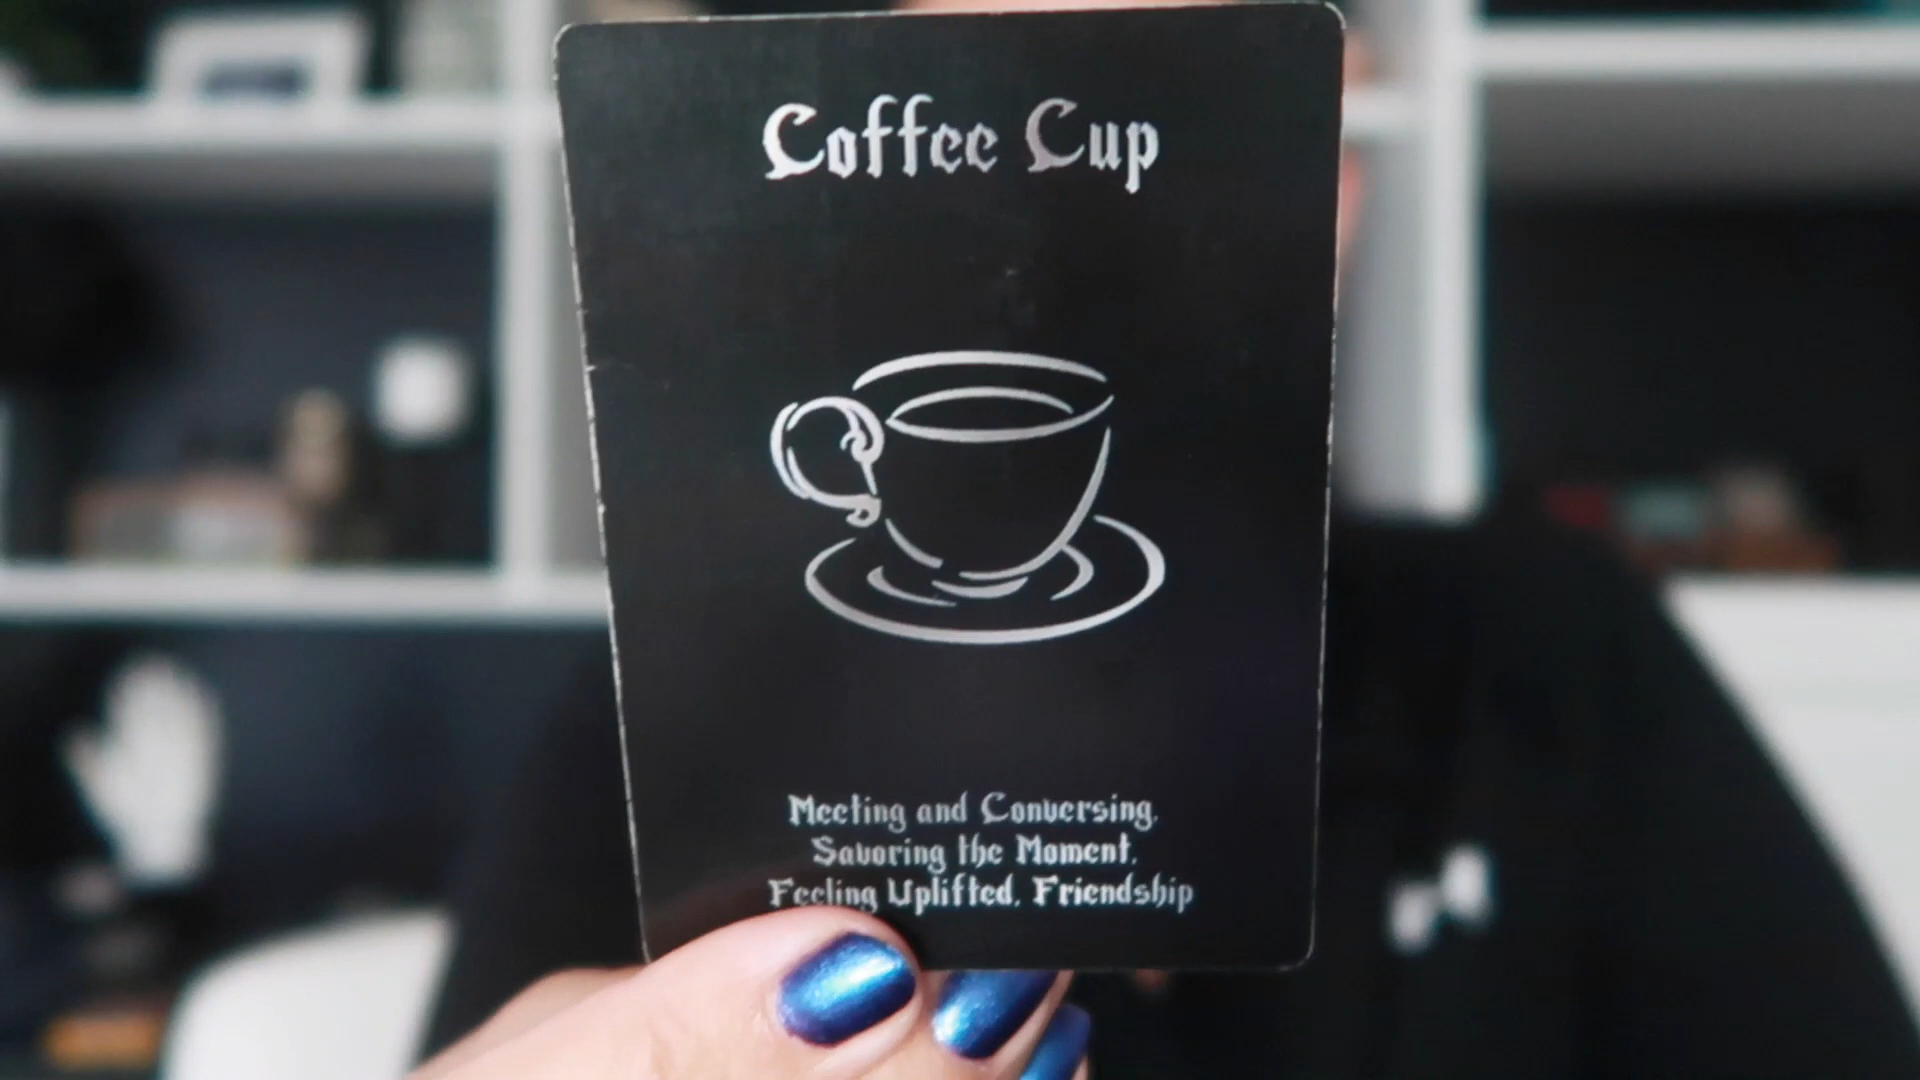 Coffee Cup
Meeting and Conversing,
Savoring the Moment,
Feeling Uplifted, Friendship